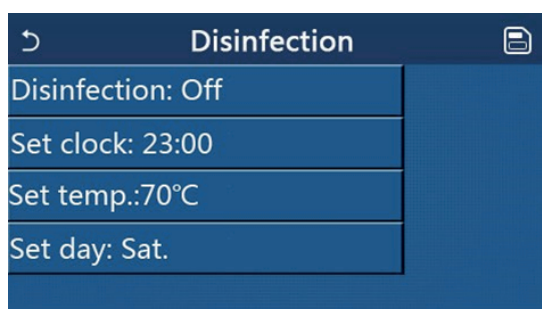 Disinfection
Disinfection: Off
Set clock: 23:00
Set temp.:70℃
Set day: Sat.